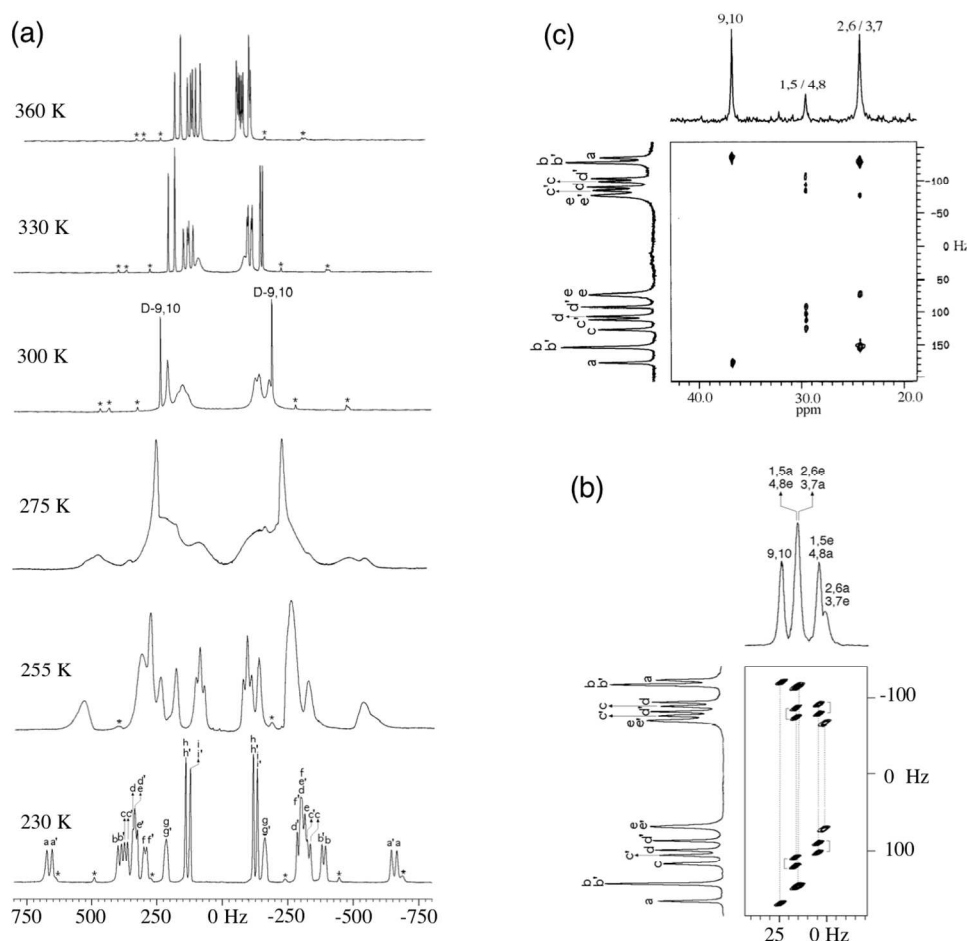 (a)
360 K
* * * * *
330 K
* * * * *
D-9,10
D-9,10
300 K
* * * * *
275 K
255 K
* *
230 K
a a'
*
*
b b' c c'
d d'
e
e'
f f'
*
g
g'
h
h'
i
i'
h
h'
i
i'
g
g'
*
d'
f'
f
e'
d
e
c' c
b' b
*
a' a
*
750 500 250 0 Hz -250 -500 -750
(c)
9,10
1,5 / 4,8
2,6 / 3,7
a
b b'
d'
c'c d
c
e' e'
-100
-50
0 Hz
50
100
150
e e
d'
d
c'
c
b b'
a
40.0 30.0 20.0
ppm
(b)
1,5a 2,6e
4,8e 3,7a
9,10
1,5e
4,8a
2,6a
3,7e
a
b b'
d
c'c d'
e e'
-100
0 Hz
100
e e'
d'
c' d
c
b b'
a
25 0 Hz